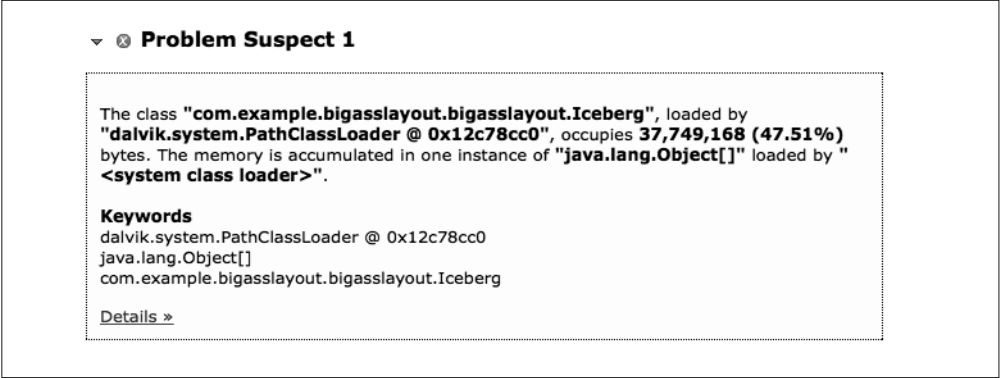 Problem Suspect 1
The class "com.example.bigasslayout.bigasslayout.Iceberg", loaded by
"dalvik.system.PathClassLoader @ 0x12c78cc0", occupies 37,749,168 (47.51%)
bytes. The memory is accumulated in one instance of "java.lang.Object[]" loaded by "
<system class loader>".
Keywords
dalvik.system.PathClassLoader @ 0x12c78cc0
java.lang.Object[]
com.example.bigasslayout.bigasslayout.Iceberg
Details »